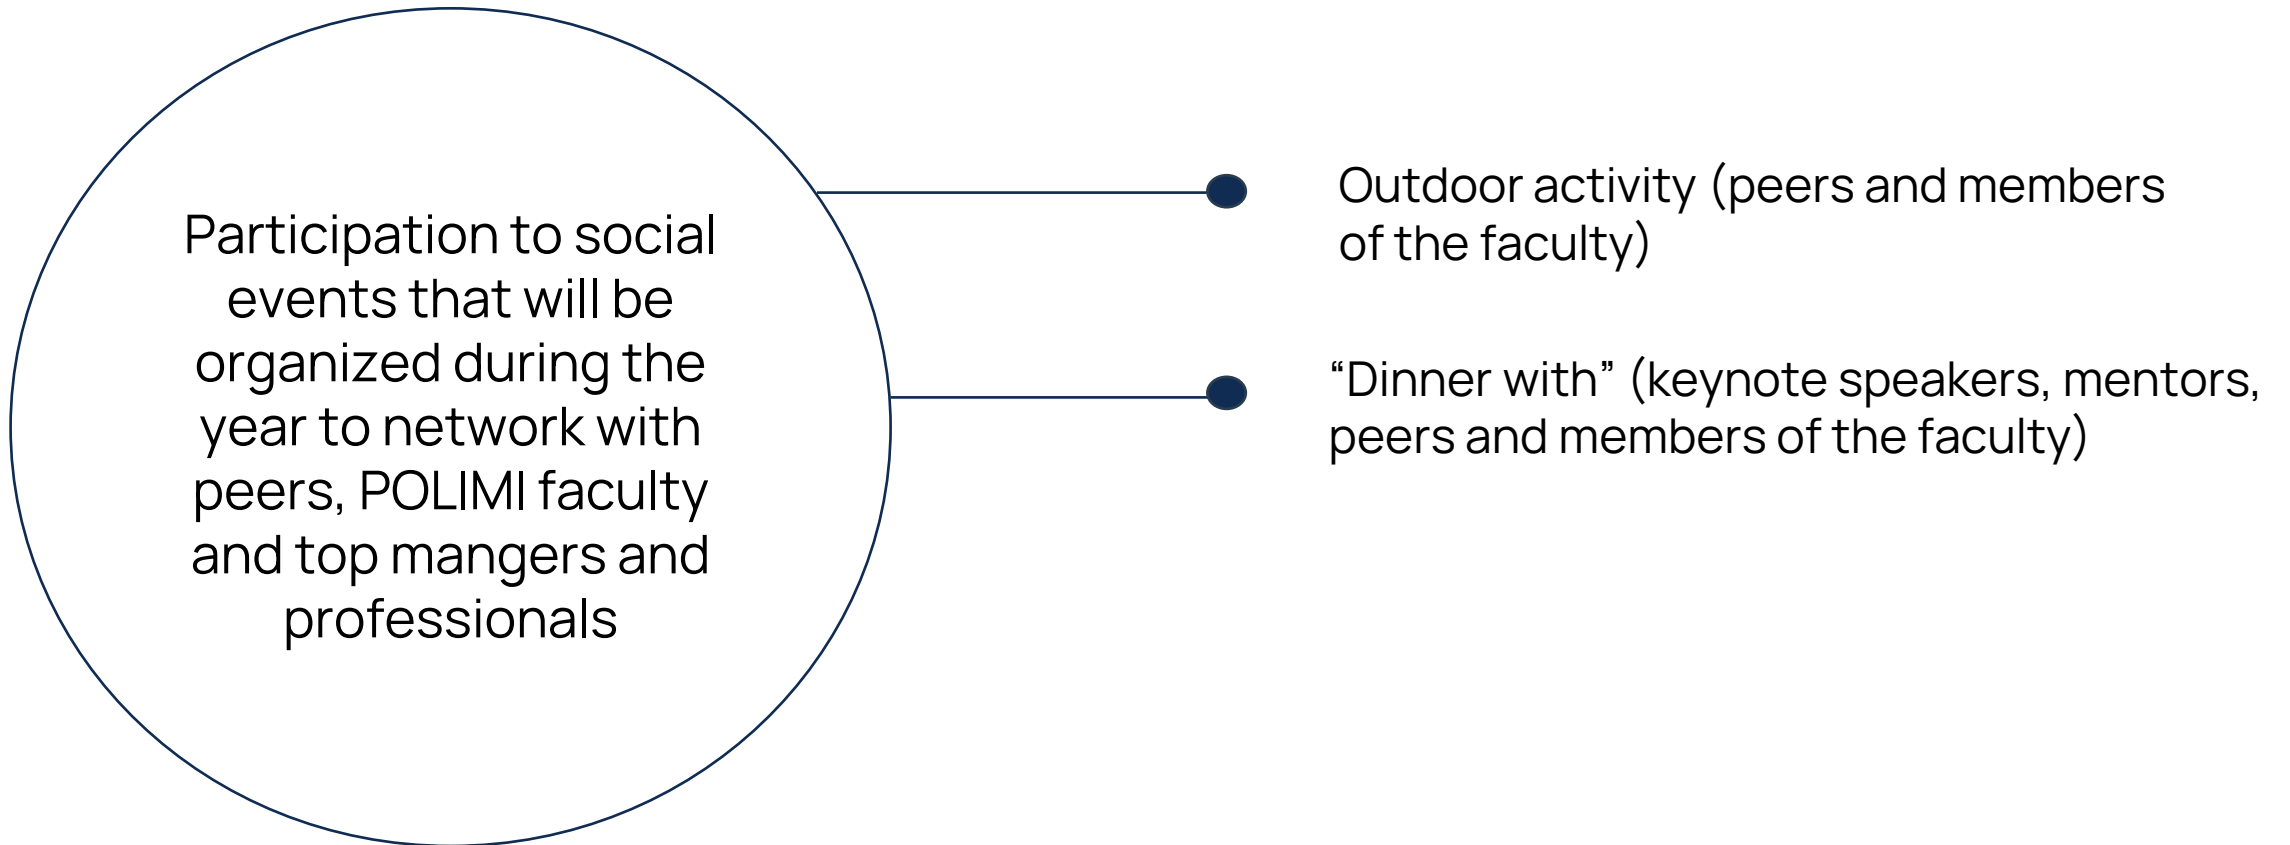 Participation to social
events that will be
organized during the
year to network with
peers, POLIMI faculty
and top mangers and
professionals
Outdoor activity (peers and members
of the faculty)
“Dinner with” (keynote speakers, mentors,
peers and members of the faculty)